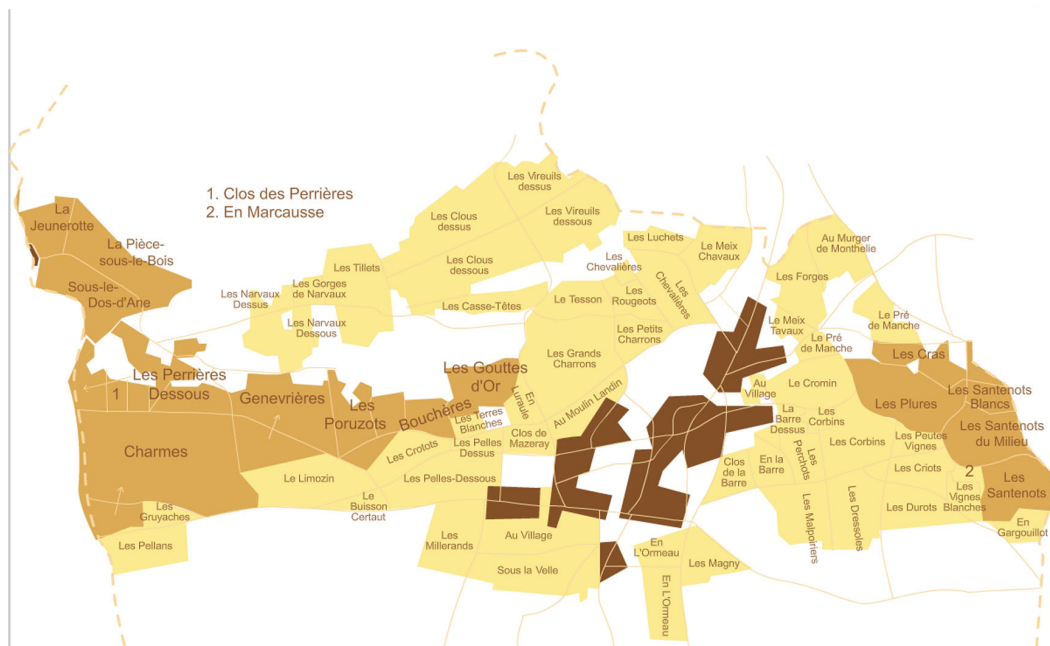 1. Clos des Perrières
2. En Marcausse
La
Jeunerotte
La Pièce-
sous-le-Bois
Sous-le-
Dos-d'Ane
Les Vireuils
dessus
Les Vireuils
dessous
Les Clous
dessus
Les Clous
dessous
Les Tillets
Les Gorges
de Narvaux
Les Narvaux
Dessus
Les Narvaux
Dessous
Les Casse-Têtes
Les Luchets
Le Meix
Chavaux
Les
Chevalières
Les
Chevalières
Le Tesson
Les
Rougeots
Les Petits
Charrons
Les Grands
Charrons
Au Murger
de Monthelie
Les Forges
Le Meix
Tavaux
Le Pré
de Manche
Le Pré
de Manche
Les Cras
Les Santenots
Blancs
Les Plures
Les Santenots
du Milieu
Les
Santenots
1
Les Perrières
Dessous
Genevrières
Les
Poruzots
Bouchères
Les Gouttes
d'Or
En
Luraule
Au Moulin Landin
Les Terres
Blanches
Clos de
Mazeray
Les Crotots
Les Pelles
Dessus
Les Pelles-Dessous
Charmes
Le Limozin
Le
Buisson
Certaut
Les
Gruyaches
Les Pellans
Les
Millerands
Au Village
Sous la Velle
Au
Village
Le Cromin
La
Barre
Dessus
Les
Corbins
Les Corbins
Les Peutes
Vignes
Clos
de la
Barre
En la
Barre
Les
Perchots
Les Criots
2
Les
Vignes
Blanches
Les Durots
Les Malpoiriers
Les Dressoles
En
Gargouillot
En
L'Ormeau
Les Magny
En L'Ormeau